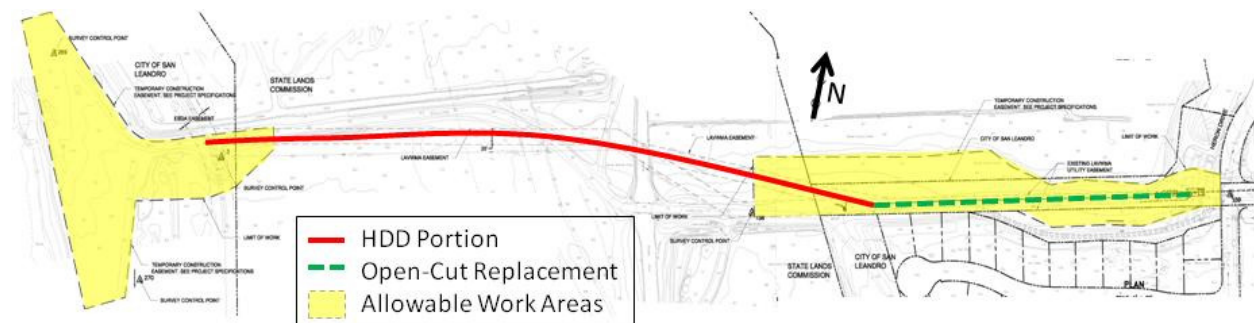 SURVEY CONTROL POINT
CITY OF SAN
LEANDRO
TEMPORARY CONSTRUCTION
EASEMENT. SEE PROJECT SPECIFICATIONS.
EBDA EASEMENT
STATE LANDS
COMMISSION
LAVWMA EASEMENT
SURVEY CONTROL POINT
LIMIT OF WORK
TEMPORARY CONSTRUCTION
EASEMENT. SEE PROJECT
SPECIFICATIONS
270
SURVEY CONTROL POINT
N
TEMPORARY CONSTRUCTION
EASEMENT. SEE PROJECT
SPECIFICATIONS.
LAVWMA EASEMENT
CITY OF SAN LEANDRO
LIMIT OF WORK
EXISTING LAVWMA
UTILITY EASEMENT
LIMIT OF WORK
SURVEY CONTROL POINT
STATE LANDS
COMMISSION
CITY OF SAN
LEANDRO
PLAN
HDD Portion
Open-Cut Replacement
Allowable Work Areas